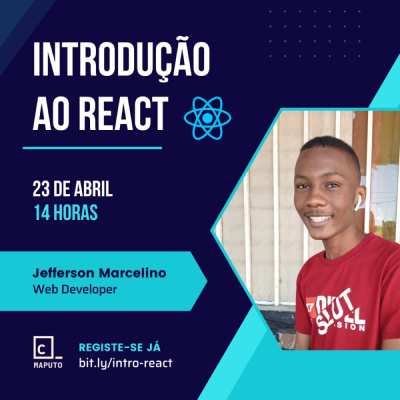 INTRODUÇÃO
AO REACT
23 DE ABRIL
14 HORAS
Jefferson Marcelino
Web Developer
C_
MAPUTO
REGISTE-SE JÁ
bit.ly/intro-react